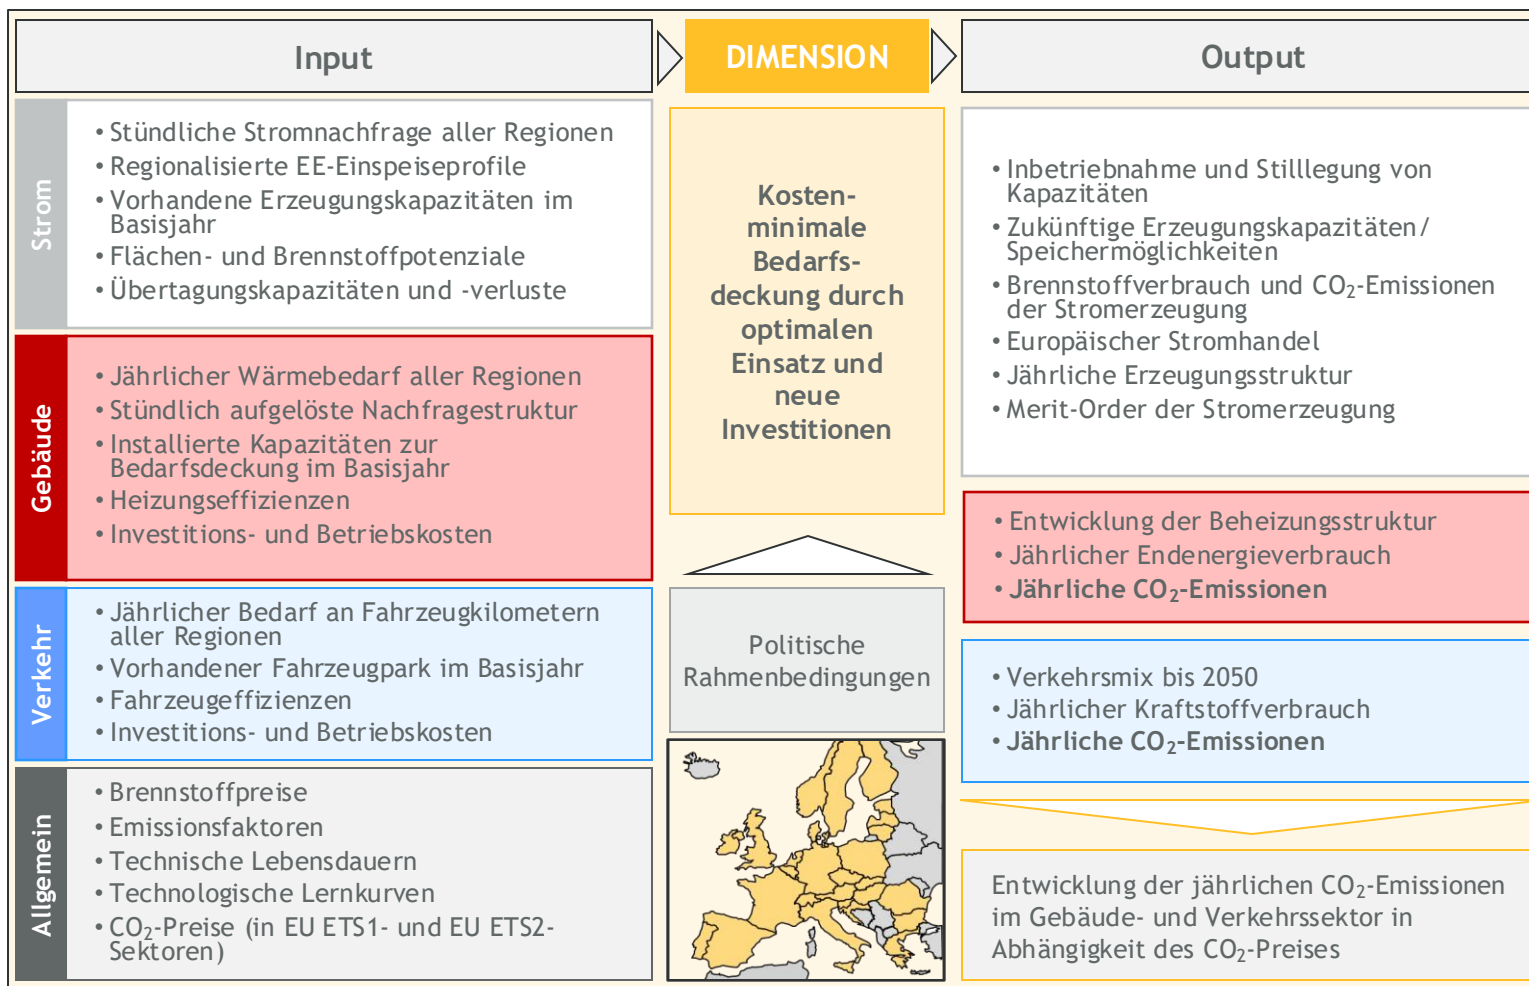 Input
DIMENSION
Output
Strom
• Stündliche Stromnachfrage aller Regionen
• Regionalisierte EE-Einspeiseprofile
• Vorhandene Erzeugungskapazitäten im
Basisjahr
• Flächen- und Brennstoffpotenziale
• Übertagungskapazitäten und -verluste
Gebäude
• Jährlicher Wärmebedarf aller Regionen
• Stündlich aufgelöste Nachfragestruktur
• Installierte Kapazitäten zur
Bedarfsdeckung im Basisjahr
• Heizungseffizienzen
• Investitions- und Betriebskosten
Verkehr
• Jährlicher Bedarf an Fahrzeugkilometern
aller Regionen
• Vorhandener Fahrzeugpark im Basisjahr
• Fahrzeugeffizienzen
• Investitions- und Betriebskosten
Allgemein
• Brennstoffpreise
• Emissionsfaktoren
• Technische Lebensdauern
• Technologische Lernkurven
• CO₂-Preise (in EU ETS1- und EU ETS2-
Sektoren)
Kosten-
minimale
Bedarfs-
deckung durch
optimalen
Einsatz und
neue
Investitionen
Politische
Rahmenbedingungen
• Inbetriebnahme und Stilllegung von
Kapazitäten
• Zukünftige Erzeugungskapazitäten/
Speichermöglichkeiten
• Brennstoffverbrauch und CO₂-Emissionen
der Stromerzeugung
• Europäischer Stromhandel
• Jährliche Erzeugungsstruktur
• Merit-Order der Stromerzeugung
• Entwicklung der Beheizungsstruktur
• Jährlicher Endenergieverbrauch
• Jährliche CO₂-Emissionen
• Verkehrsmix bis 2050
• Jährlicher Kraftstoffverbrauch
• Jährliche CO₂-Emissionen
Entwicklung der jährlichen CO₂-Emissionen
im Gebäude- und Verkehrssektor in
Abhängigkeit des CO₂-Preises